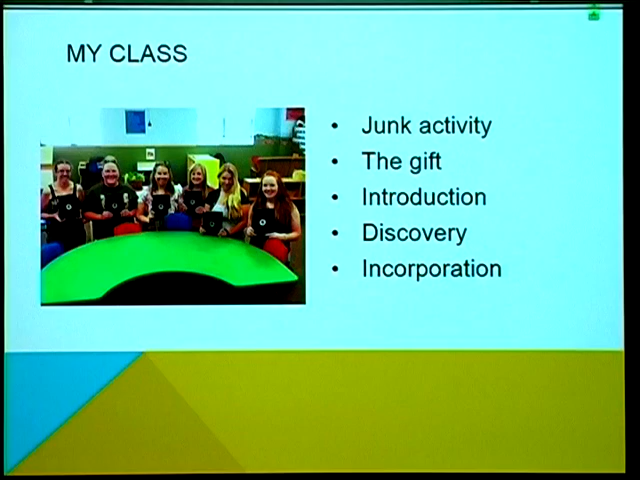 MY CLASS
• Junk activity
• The gift
• Introduction
• Discovery
• Incorporation